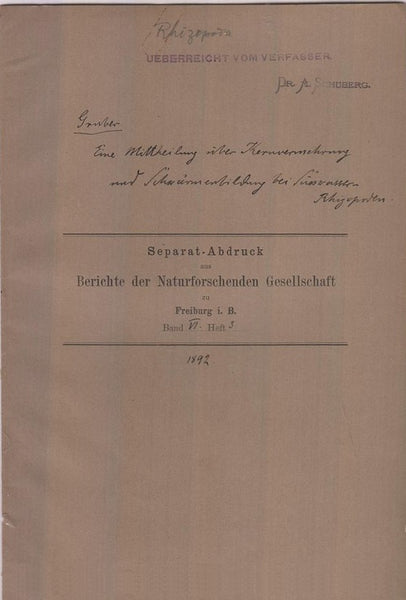 Rhizopoda
UEBERREICHT VOM VERFASSER.
DR. A. SCHUBERG.
Gruber
Eine Mittheilung über Kernvermehrung
und Schwärmerbildung bei Süsswasser-
Rhizopoden.
Separat-Abdruck
aus
Berichte der Naturforschenden Gesellschaft
zu
Freiburg i. B.
Band VI. Heft 3
1892